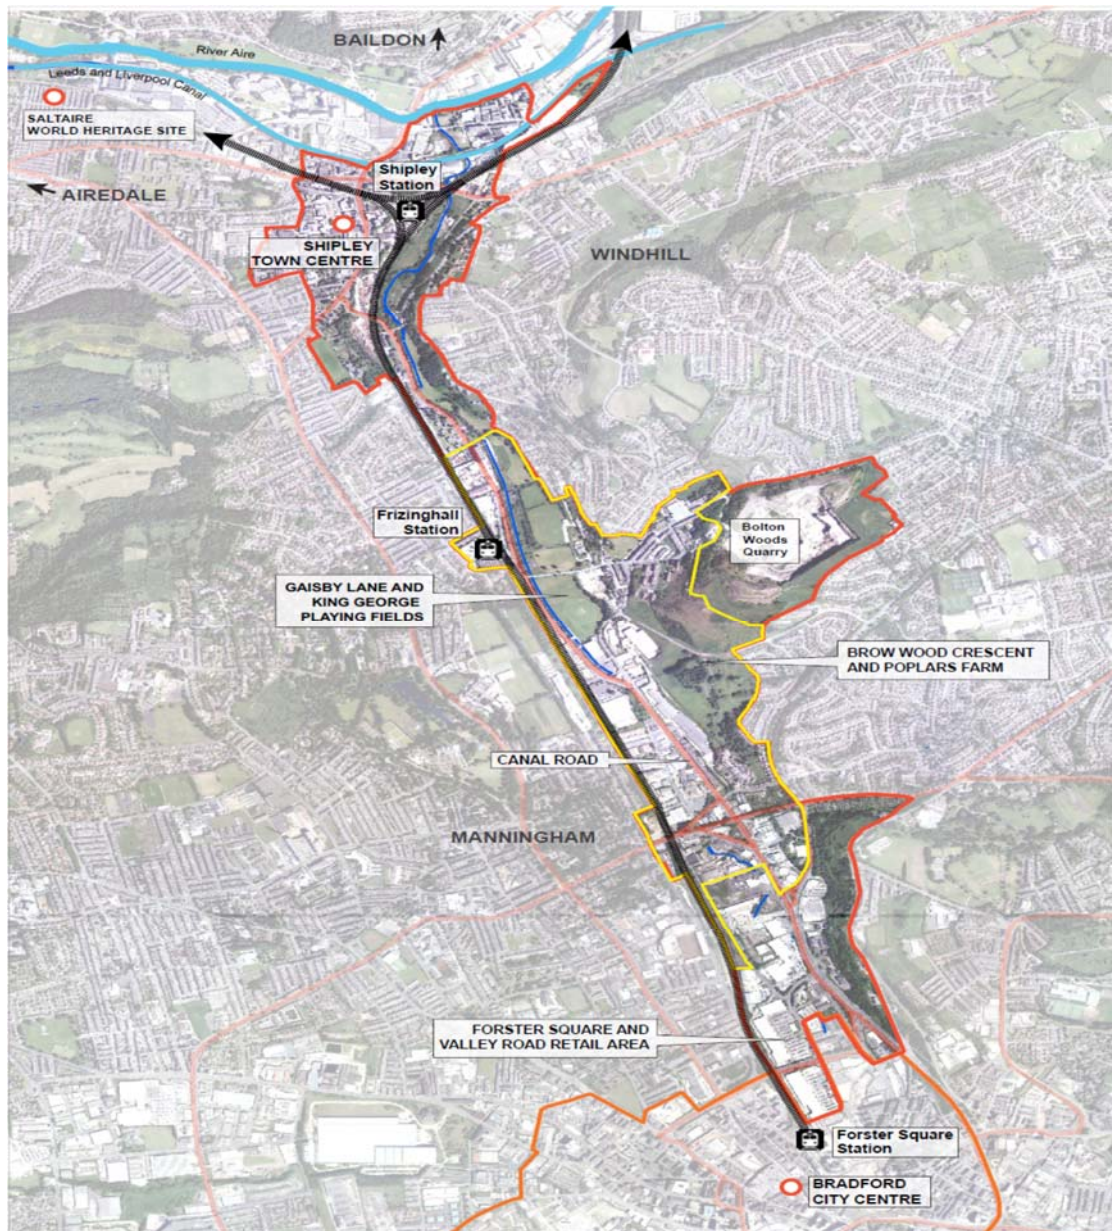 BAILDON
River Aire
Leeds and Liverpool Canal
SALTAIRE
WORLD HERITAGE SITE
Shipley
Station
AIREDALE
SHIPLEY
TOWN CENTRE
WINDHILL
Frizinghall
Station
Bolton
Woods
Quarry
GAISBY LANE AND
KING GEORGE
PLAYING FIELDS
BROW WOOD CRESCENT
AND POPLARS FARM
CANAL ROAD
MANNINGHAM
FORSTER SQUARE AND
VALLEY ROAD RETAIL AREA
Forster Square
Station
BRADFORD
CITY CENTRE